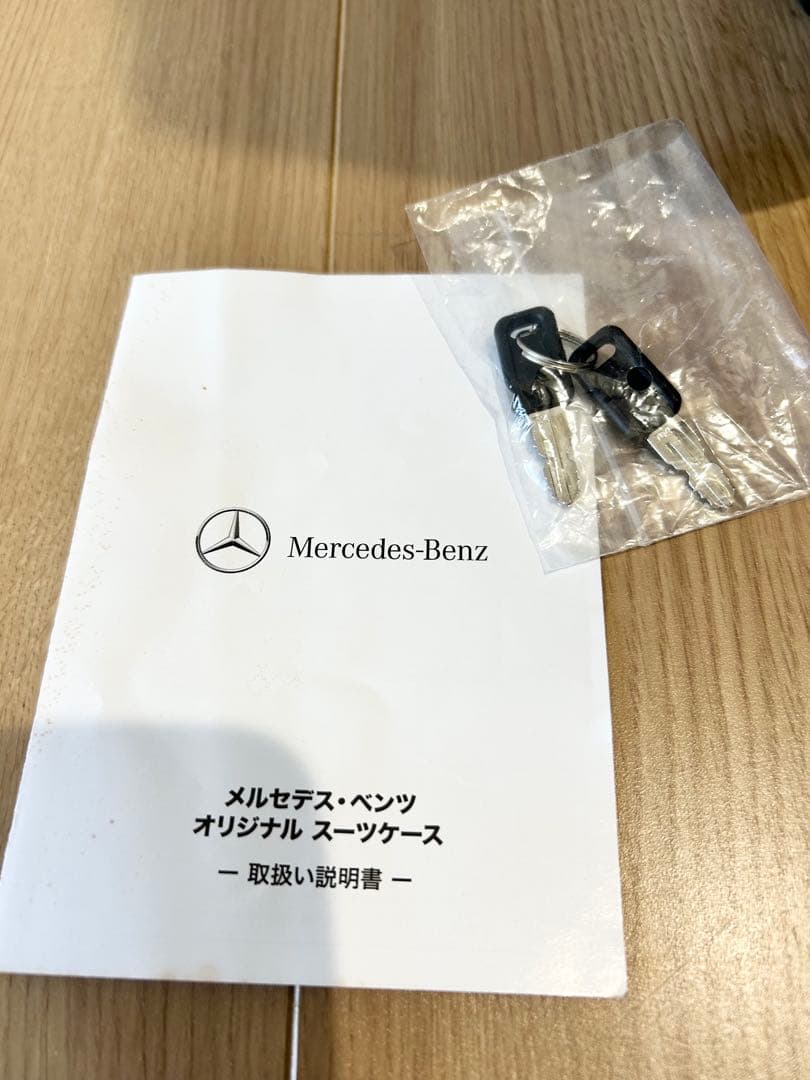 Mercedes-Benz
メルセデス・ベンツ
オリジナル スーツケース
ー 取扱い説明書 ー